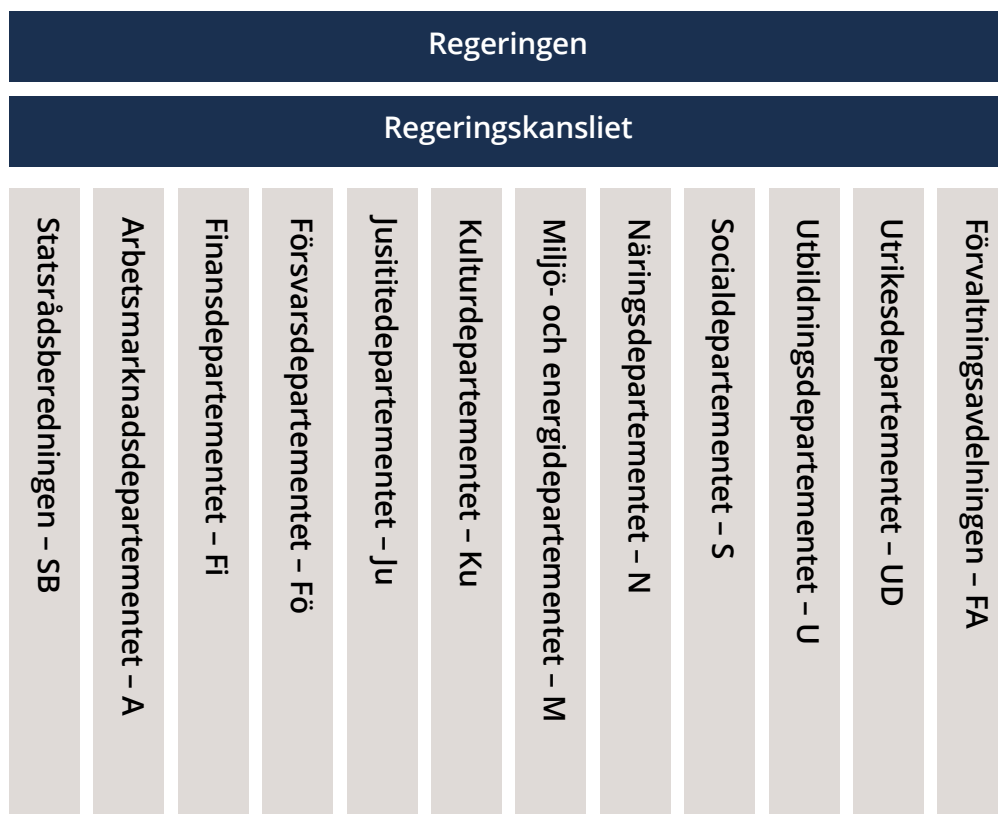 Regeringen
Regeringskansliet
Statsrådsberedningen – SB
Arbetsmarknadsdepartementet – A
Finansdepartementet – Fi
Försvarsdepartementet – Fö
Jusititedepartementet – Ju
Kulturdepartementet – Ku
Miljö- och energidepartementet – M
Näringsdepartementet – N
Socialdepartementet – S
Utbildningsdepartementet – U
Utrikesdepartementet – UD
Förvaltningsavdelningen – FA